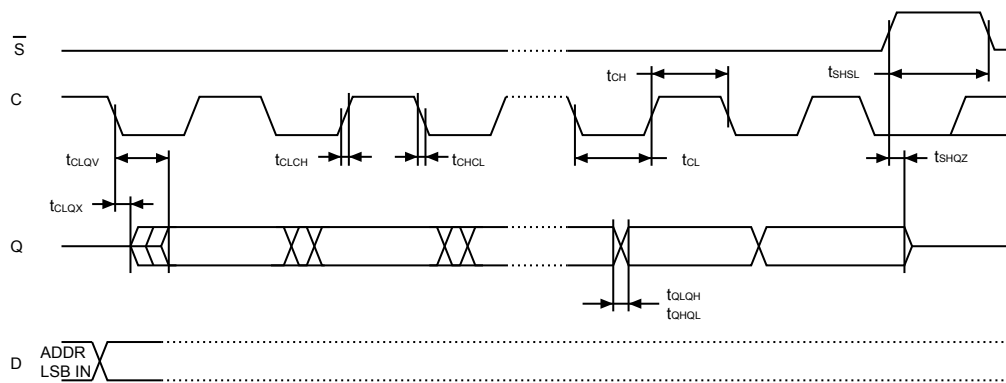 S
C
tCH
tSHSL
tCLQV
tCLCH
tCHCL
tCL
tSHQZ
tCLQX
Q
tQLQH
tQHQL
D
ADDR
LSB IN